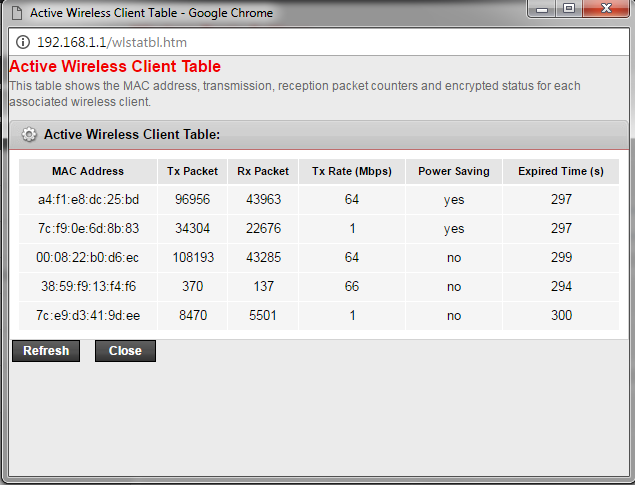 Active Wireless Client Table - Google Chrome
192.168.1.1/wlstatbl.htm
Active Wireless Client Table
This table shows the MAC address, transmission, reception packet counters and encrypted status for each
associated wireless client.
Active Wireless Client Table:
MAC Address Tx Packet Rx Packet Tx Rate (Mbps) Power Saving Expired Time (s)
a4:f1:e8:dc:25:bd 96956 43963 64 yes 297
7c:f9:0e:6d:8b:83 34304 22676 1 yes 297
00:08:22:b0:d6:ec 108193 43285 64 no 299
38:59:f9:13:f4:f6 370 137 66 no 294
7c:e9:d3:41:9d:ee 8470 5501 1 no 300
Refresh Close